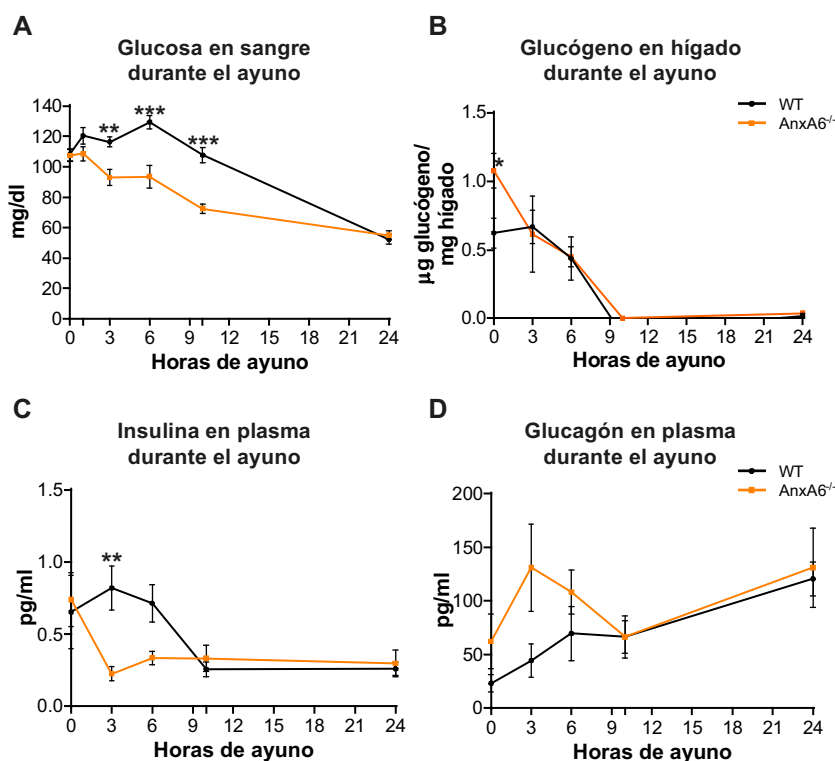 A
Glucosa en sangre
durante el ayuno
mg/dl
140
120
100
80
60
40
20
0
**
***
***
0
3
6
9
12
15
18
21
24
Horas de ayuno
B
Glucógeno en hígado
durante el ayuno
WT
AnxA6-/-
µg glucógeno/
mg hígado
1.5
1.0
0.5
0.0
*
0
3
6
9
12
15
18
21
24
Horas de ayuno
C
Insulina en plasma
durante el ayuno
pg/ml
1.5
1.0
0.5
0.0
**
0
3
6
9
12
15
18
21
24
Horas de ayuno
D
Glucagón en plasma
durante el ayuno
WT
AnxA6-/-
pg/ml
200
150
100
50
0
0
3
6
9
12
15
18
21
24
Horas de ayuno